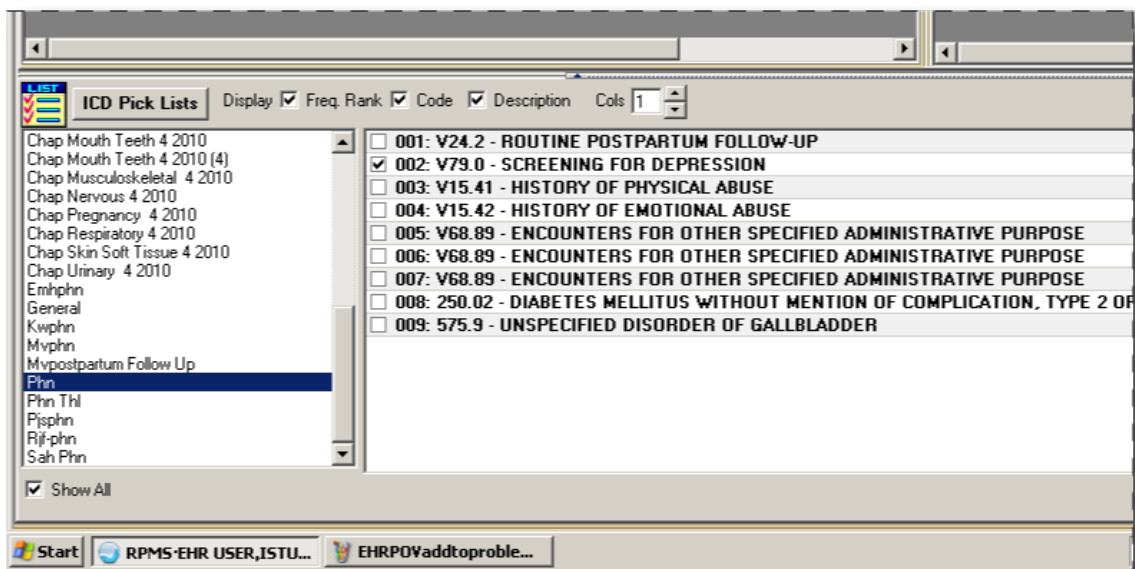 LIST
ICD Pick Lists Display Freq. Rank Code Description Cols 1
Chap Mouth Teeth 4 2010
Chap Mouth Teeth 4 2010 (4)
Chap Musculoskeletal 4 2010
Chap Nervous 4 2010
Chap Pregnancy 4 2010
Chap Respiratory 4 2010
Chap Skin Soft Tissue 4 2010
Chap Urinary 4 2010
Emhphn
General
Kwphn
Mvphn
Mvpostpartum Follow Up
Phn
Phn Thl
Pjsphn
Rjf-phn
Sah Phn
001: V24.2 - ROUTINE POSTPARTUM FOLLOW-UP
002: V79.0 - SCREENING FOR DEPRESSION
003: V15.41 - HISTORY OF PHYSICAL ABUSE
004: V15.42 - HISTORY OF EMOTIONAL ABUSE
005: V68.89 - ENCOUNTERS FOR OTHER SPECIFIED ADMINISTRATIVE PURPOSE
006: V68.89 - ENCOUNTERS FOR OTHER SPECIFIED ADMINISTRATIVE PURPOSE
007: V68.89 - ENCOUNTERS FOR OTHER SPECIFIED ADMINISTRATIVE PURPOSE
008: 250.02 - DIABETES MELLITUS WITHOUT MENTION OF COMPLICATION, TYPE 2 OR
009: 575.9 - UNSPECIFIED DISORDER OF GALLBLADDER
Show All
Start RPMS-EHR USER,ISTU... EHRPOVaddtoproble...